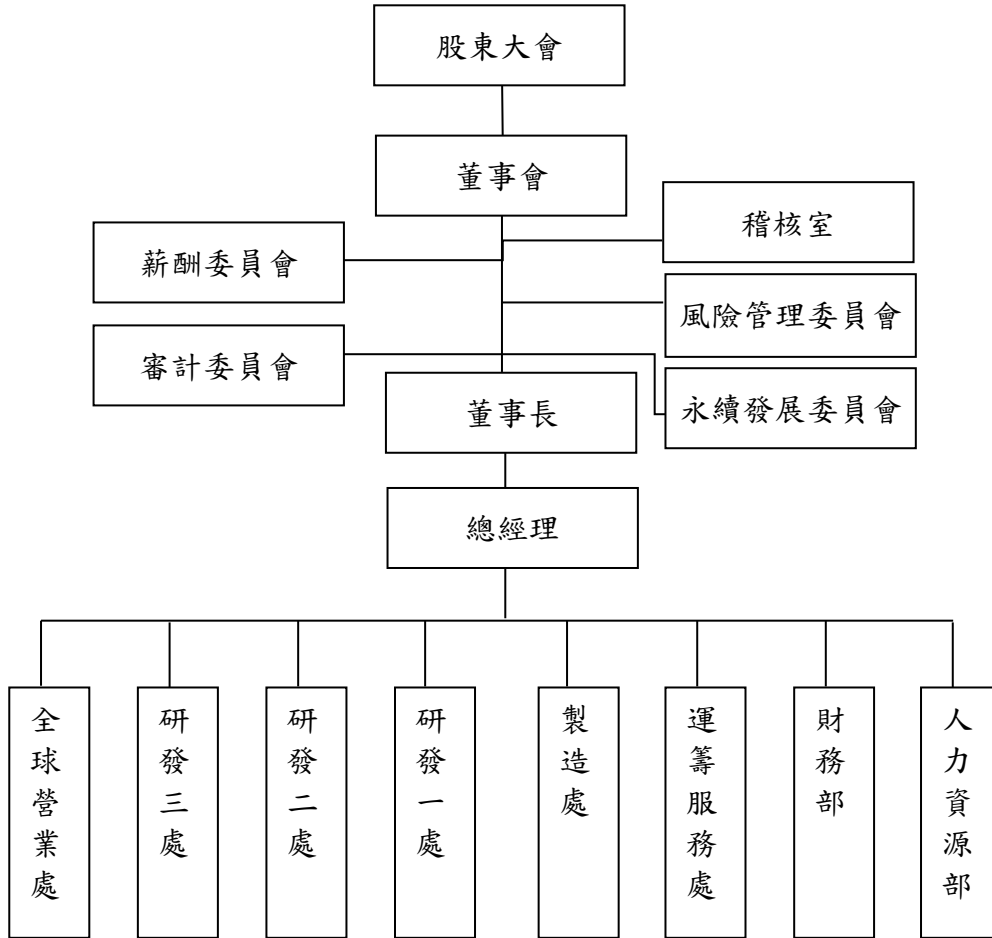 股東大會
董事會
稽核室
薪酬委員會
風險管理委員會
審計委員會
永續發展委員會
董事長
總經理
全球營業處
研發三處
研發二處
研發一處
製造處
運籌服務處
財務部
人力資源部